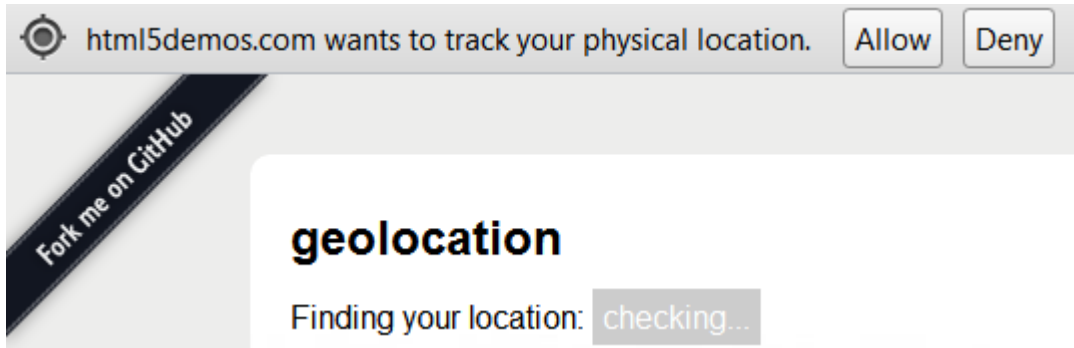 html5demos.com wants to track your physical location. Allow Deny
Fork me on GitHub
geolocation
Finding your location: checking...